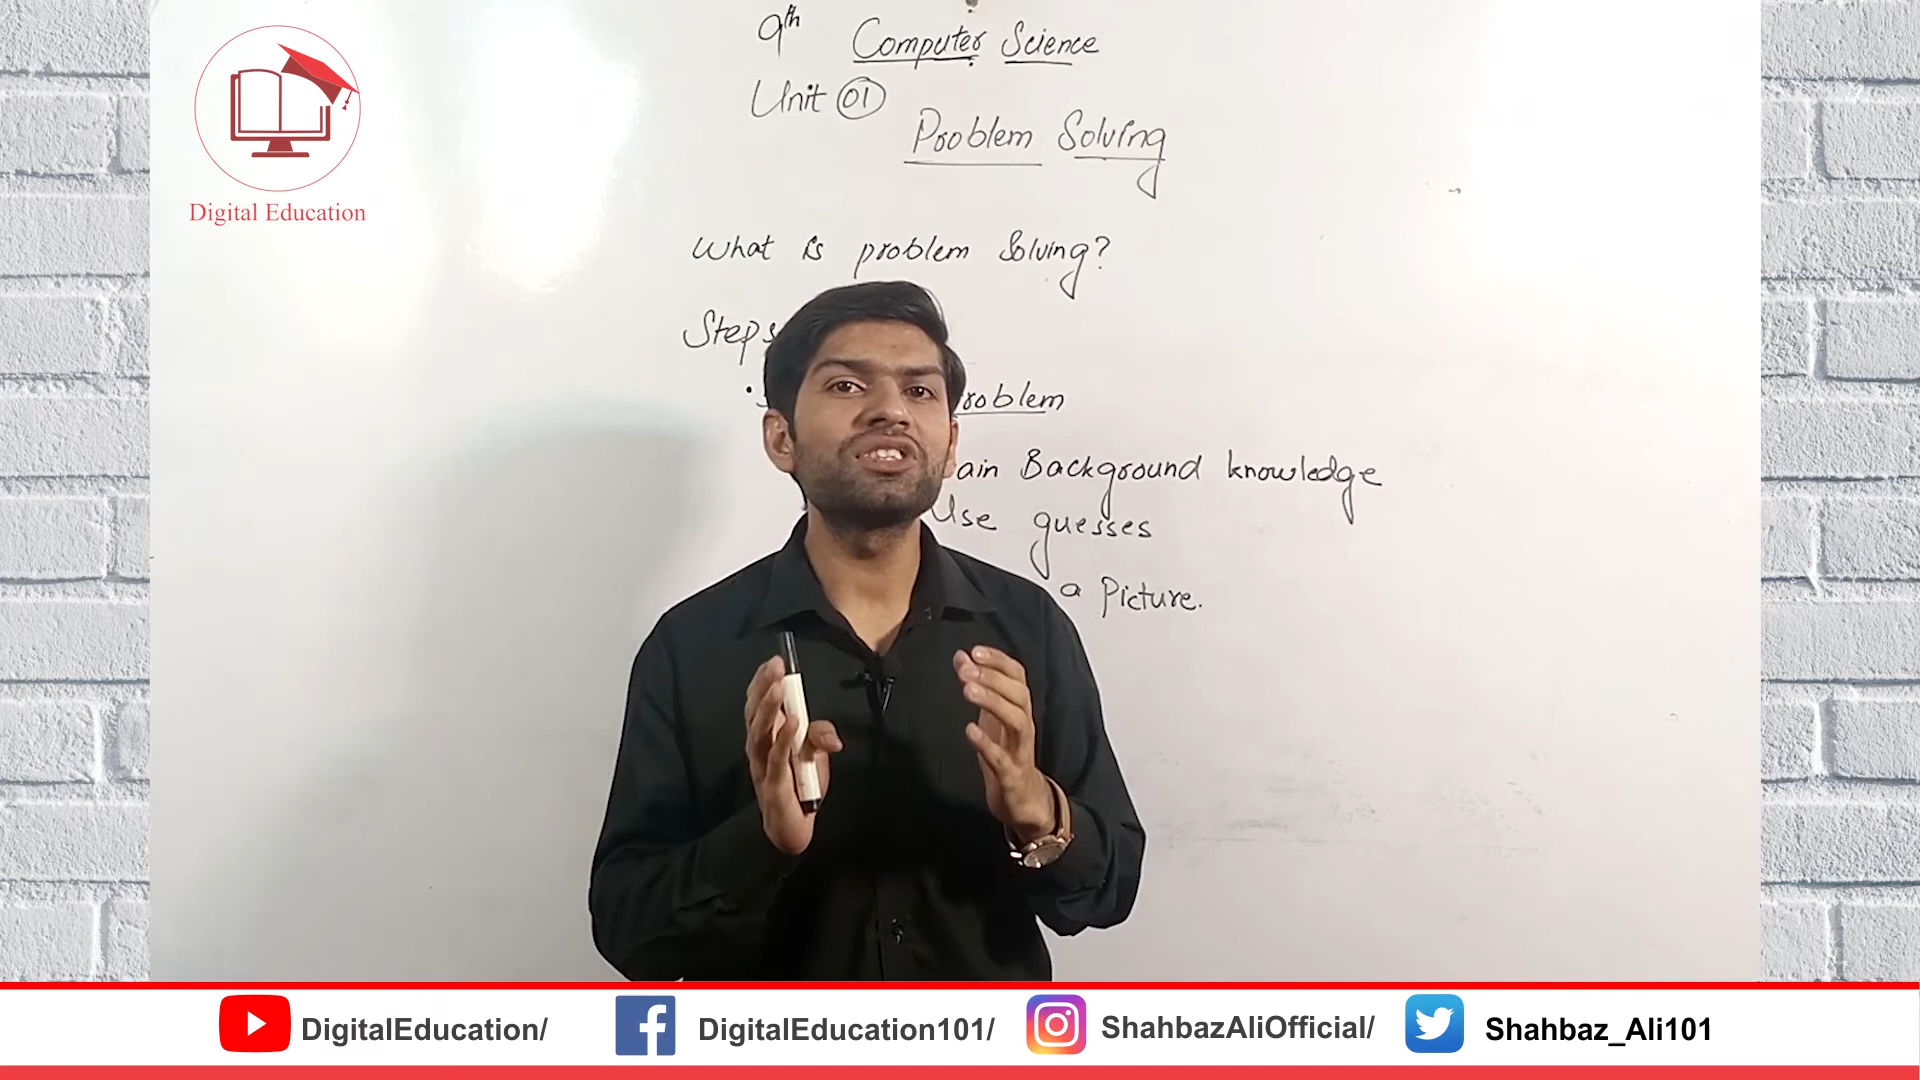 9th Computer Science
Unit 01
Problem Solving
What is problem Solving?
Steps
roblem
ain Background knowledge
Use guesses
a Picture.
Digital Education
DigitalEducation/
DigitalEducation101/
ShahbazAliOfficial/
Shahbaz_Ali101